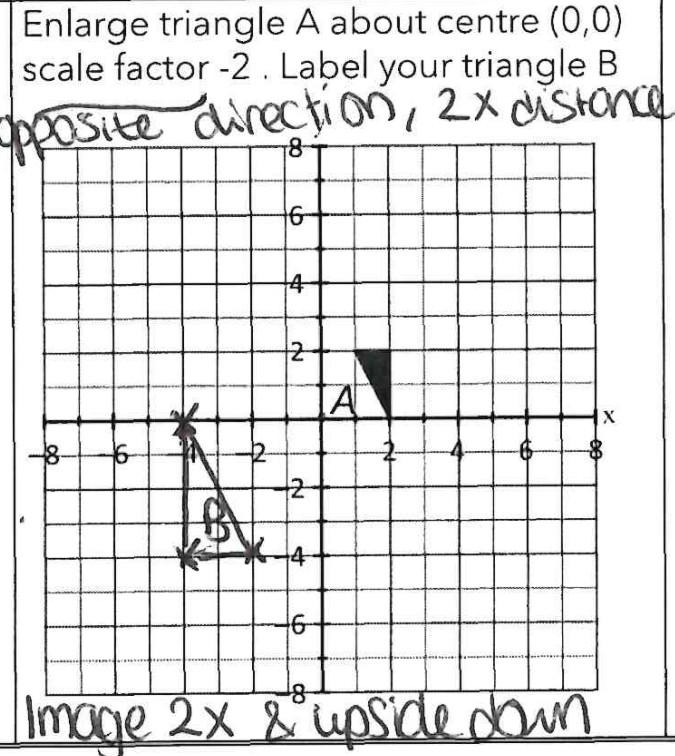 Enlarge triangle A about centre (0,0)
scale factor -2 . Label your triangle B
opposite direction, 2x distance
8
6
4
2
A
x
-8 -6 -4 -2 2 4 6 8
-2
B
-4
-6
-8
Image 2x & upside down